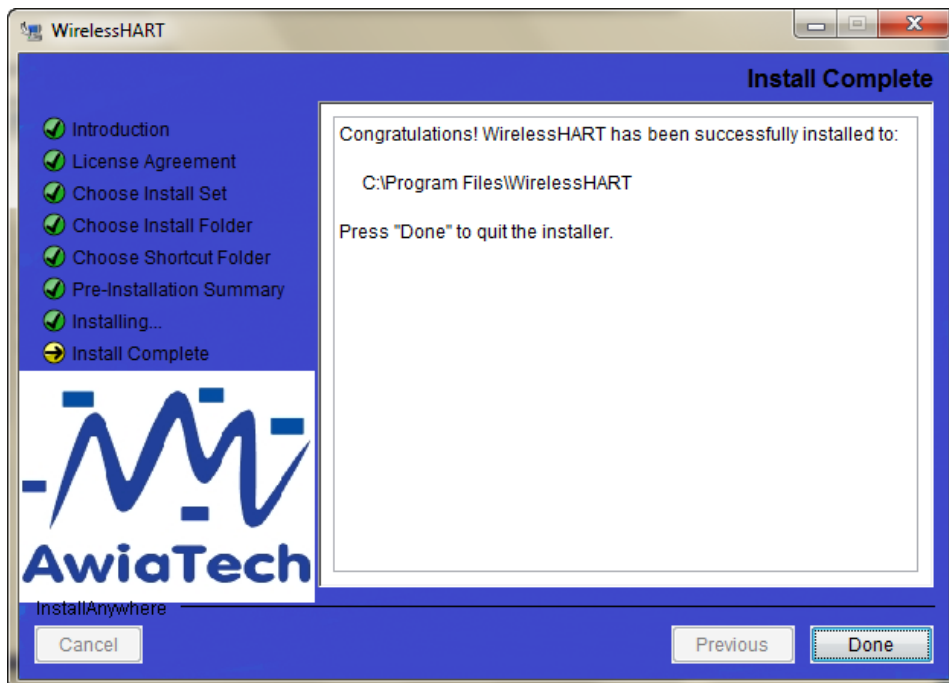 WirelessHART
Install Complete
Introduction
License Agreement
Choose Install Set
Choose Install Folder
Choose Shortcut Folder
Pre-Installation Summary
Installing...
Install Complete
Congratulations! WirelessHART has been successfully installed to:
C:\Program Files\WirelessHART
Press "Done" to quit the installer.
AwiaTech
InstallAnywhere
Cancel
Previous
Done